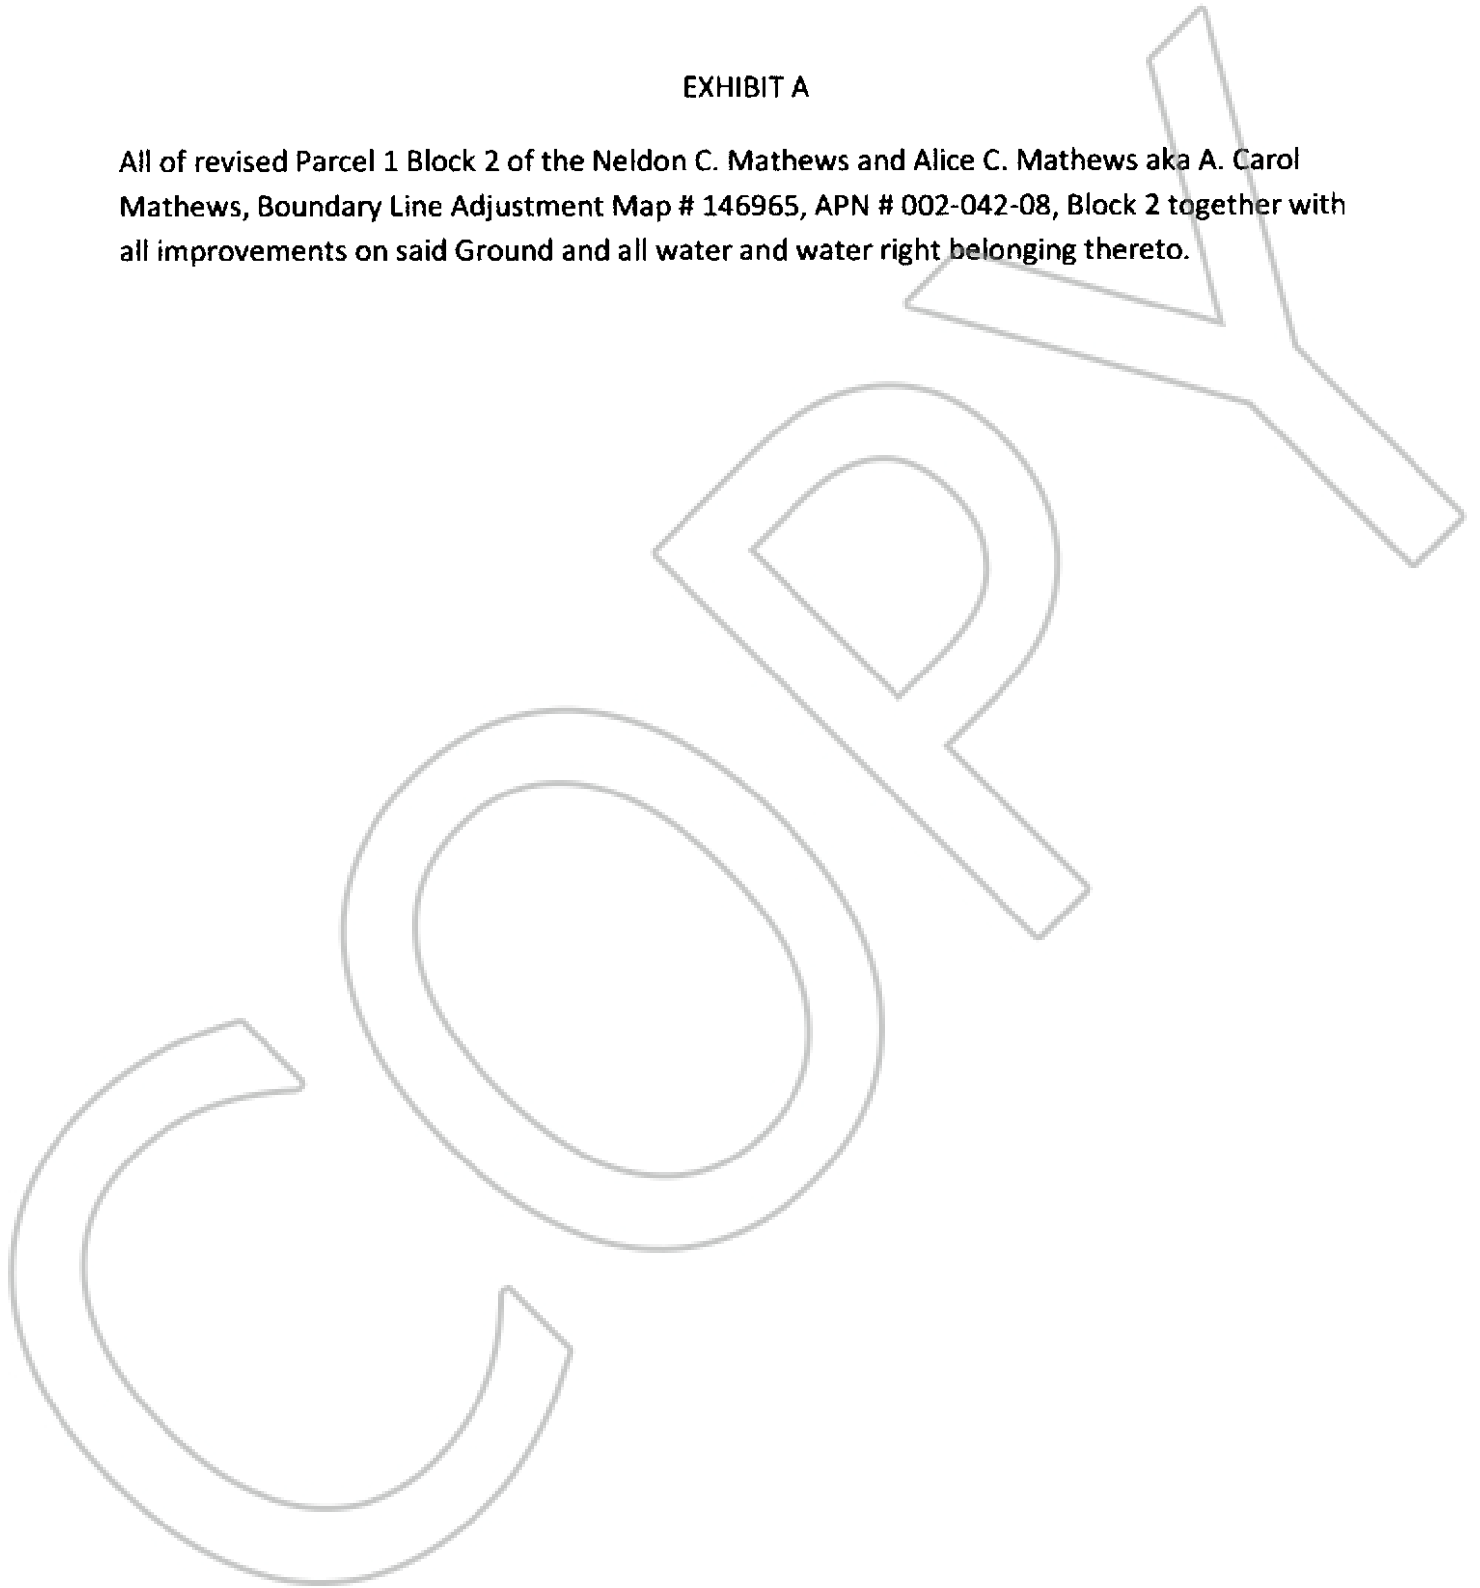 EXHIBIT A
All of revised Parcel 1 Block 2 of the Neldon C. Mathews and Alice C. Mathews aka A. Carol
Mathews, Boundary Line Adjustment Map # 146965, APN # 002-042-08, Block 2 together with
all improvements on said Ground and all water and water right belonging thereto.
COPY